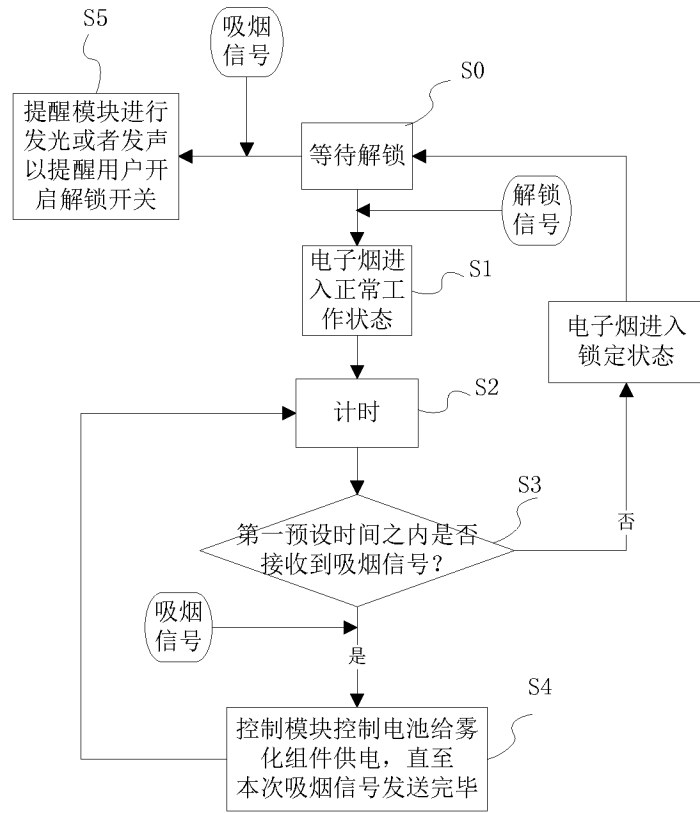 S5
吸烟
信号
S0
提醒模块进行
发光或者发声
以提醒用户开
启解锁开关
等待解锁
解锁
信号
电子烟进
入正常工
作状态
S1
电子烟进入
锁定状态
计时
S2
第一预设时间之内是否
接收到吸烟信号？
S3
否
吸烟
信号
是
S4
控制模块控制电池给雾
化组件供电，直至
本次吸烟信号发送完毕